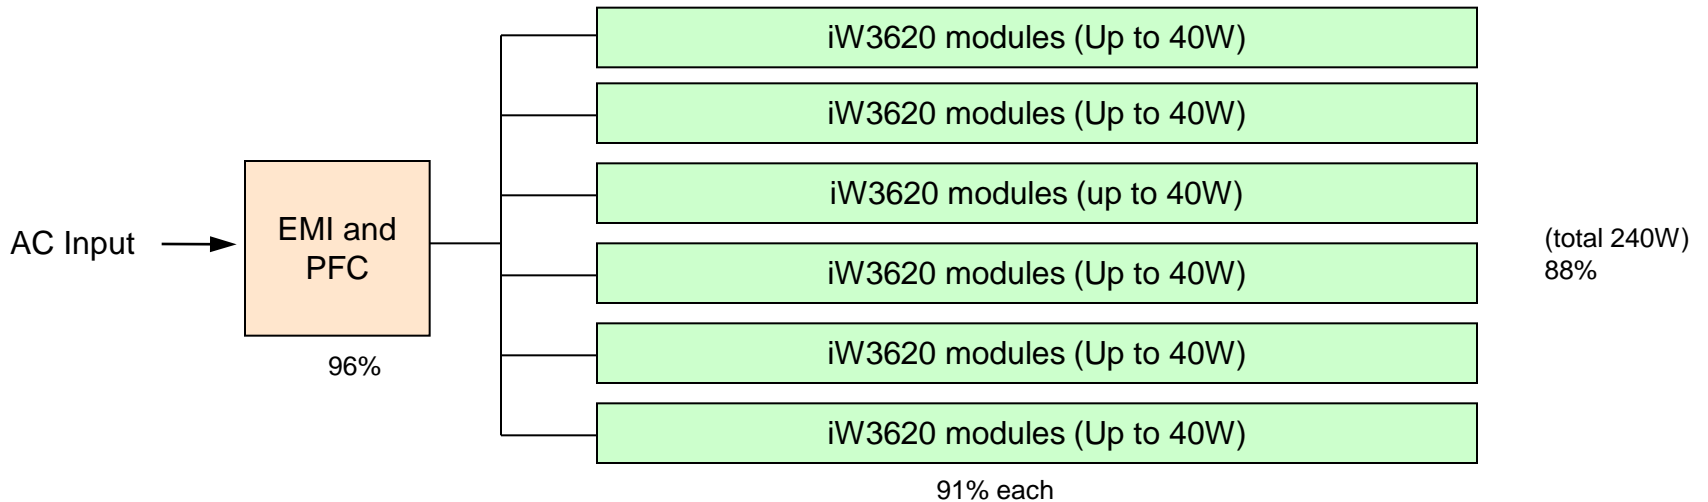 AC Input
EMI and
PFC
96%
iW3620 modules (Up to 40W)
iW3620 modules (Up to 40W)
iW3620 modules (up to 40W)
iW3620 modules (Up to 40W)
iW3620 modules (Up to 40W)
iW3620 modules (Up to 40W)
91% each
(total 240W)
88%